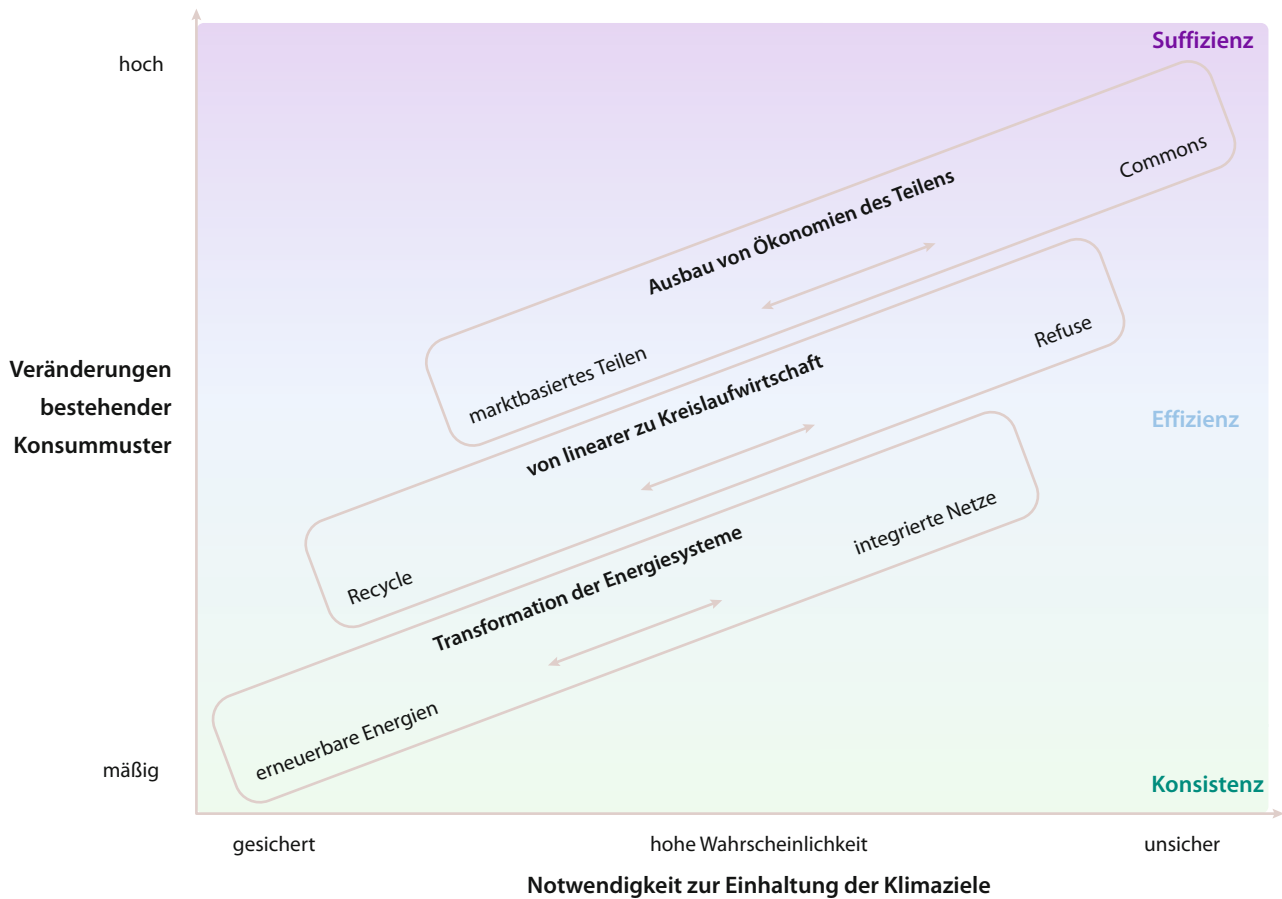 Suffizienz
hoch
Commons
Ausbau von Ökonomien des Teilens
marktbasiertes Teilen
Refuse
Veränderungen
bestehender
Konsummuster
von linearer zu Kreislaufwirtschaft
Effizienz
Recycle
integrierte Netze
Transformation der Energiesysteme
erneuerbare Energien
mäßig
Konsistenz
gesichert
hohe Wahrscheinlichkeit
unsicher
Notwendigkeit zur Einhaltung der Klimaziele